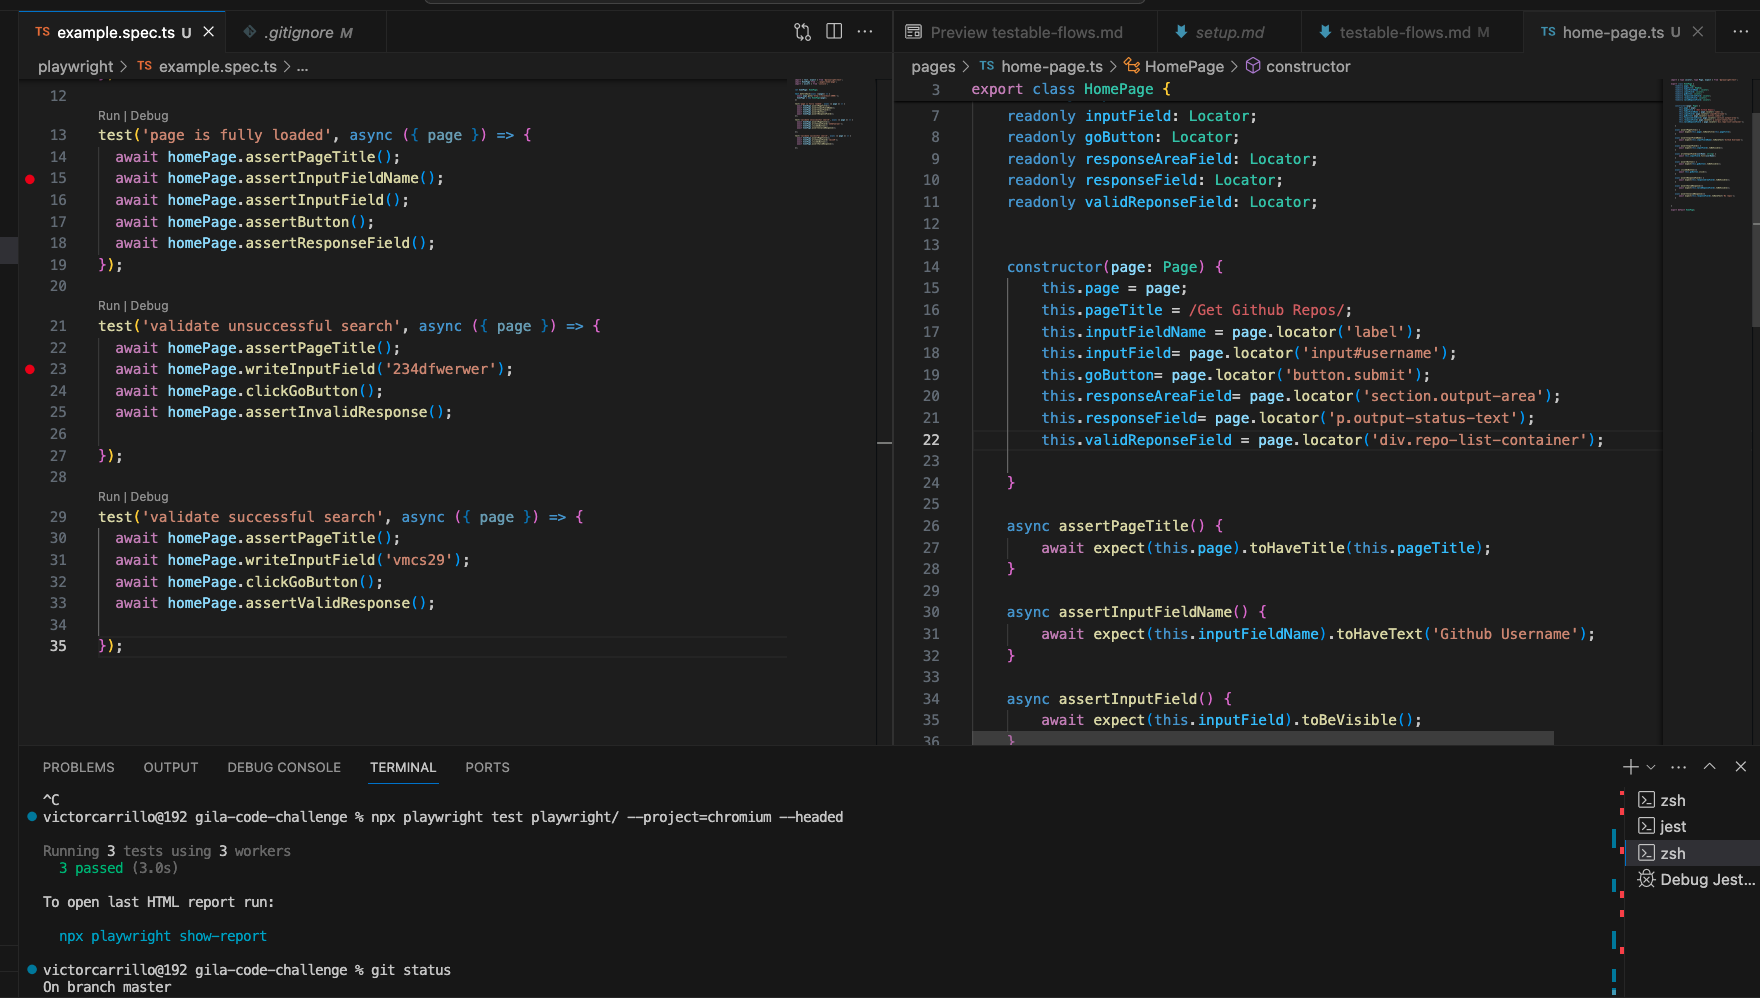 TS example.spec.ts U
.gitignore M
playwright > TS example.spec.ts > ...
12
Run | Debug
13 test('page is fully loaded', async ({ page }) => {
14 await homePage.assertPageTitle();
15 await homePage.assertInputFieldName();
16 await homePage.assertInputField();
17 await homePage.assertButton();
18 await homePage.assertResponseField();
19 });
20
Run | Debug
21 test('validate unsuccessful search', async ({ page }) => {
22 await homePage.assertPageTitle();
23 await homePage.writeInputField('234dfwerwer');
24 await homePage.clickGoButton();
25 await homePage.assertInvalidResponse();
26
27 });
28
Run | Debug
29 test('validate successful search', async ({ page }) => {
30 await homePage.assertPageTitle();
31 await homePage.writeInputField('vmcs29');
32 await homePage.clickGoButton();
33 await homePage.assertValidResponse();
34
35 });
Preview testable-flows.md
setup.md
testable-flows.md M
TS home-page.ts U
pages > TS home-page.ts > HomePage > constructor
3 export class HomePage {
7 readonly inputField: Locator;
8 readonly goButton: Locator;
9 readonly responseAreaField: Locator;
10 readonly responseField: Locator;
11 readonly validReponseField: Locator;
12
13
14 constructor(page: Page) {
15 this.page = page;
16 this.pageTitle = /Get Github Repos/;
17 this.inputFieldName = page.locator('label');
18 this.inputField= page.locator('input#username');
19 this.goButton= page.locator('button.submit');
20 this.responseAreaField= page.locator('section.output-area');
21 this.responseField= page.locator('p.output-status-text');
22 this.validReponseField = page.locator('div.repo-list-container');
23
24 }
25
26 async assertPageTitle() {
27 await expect(this.page).toHaveTitle(this.pageTitle);
28 }
29
30 async assertInputFieldName() {
31 await expect(this.inputFieldName).toHaveText('Github Username');
32 }
33
34 async assertInputField() {
35 await expect(this.inputField).toBeVisible();
36 }
PROBLEMS OUTPUT DEBUG CONSOLE TERMINAL PORTS
^C
victorcarrillo@192 gila-code-challenge % npx playwright test playwright/ --project=chromium --headed
Running 3 tests using 3 workers
3 passed (3.0s)
To open last HTML report run:
npx playwright show-report
victorcarrillo@192 gila-code-challenge % git status
On branch master
zsh
jest
zsh
Debug Jest...